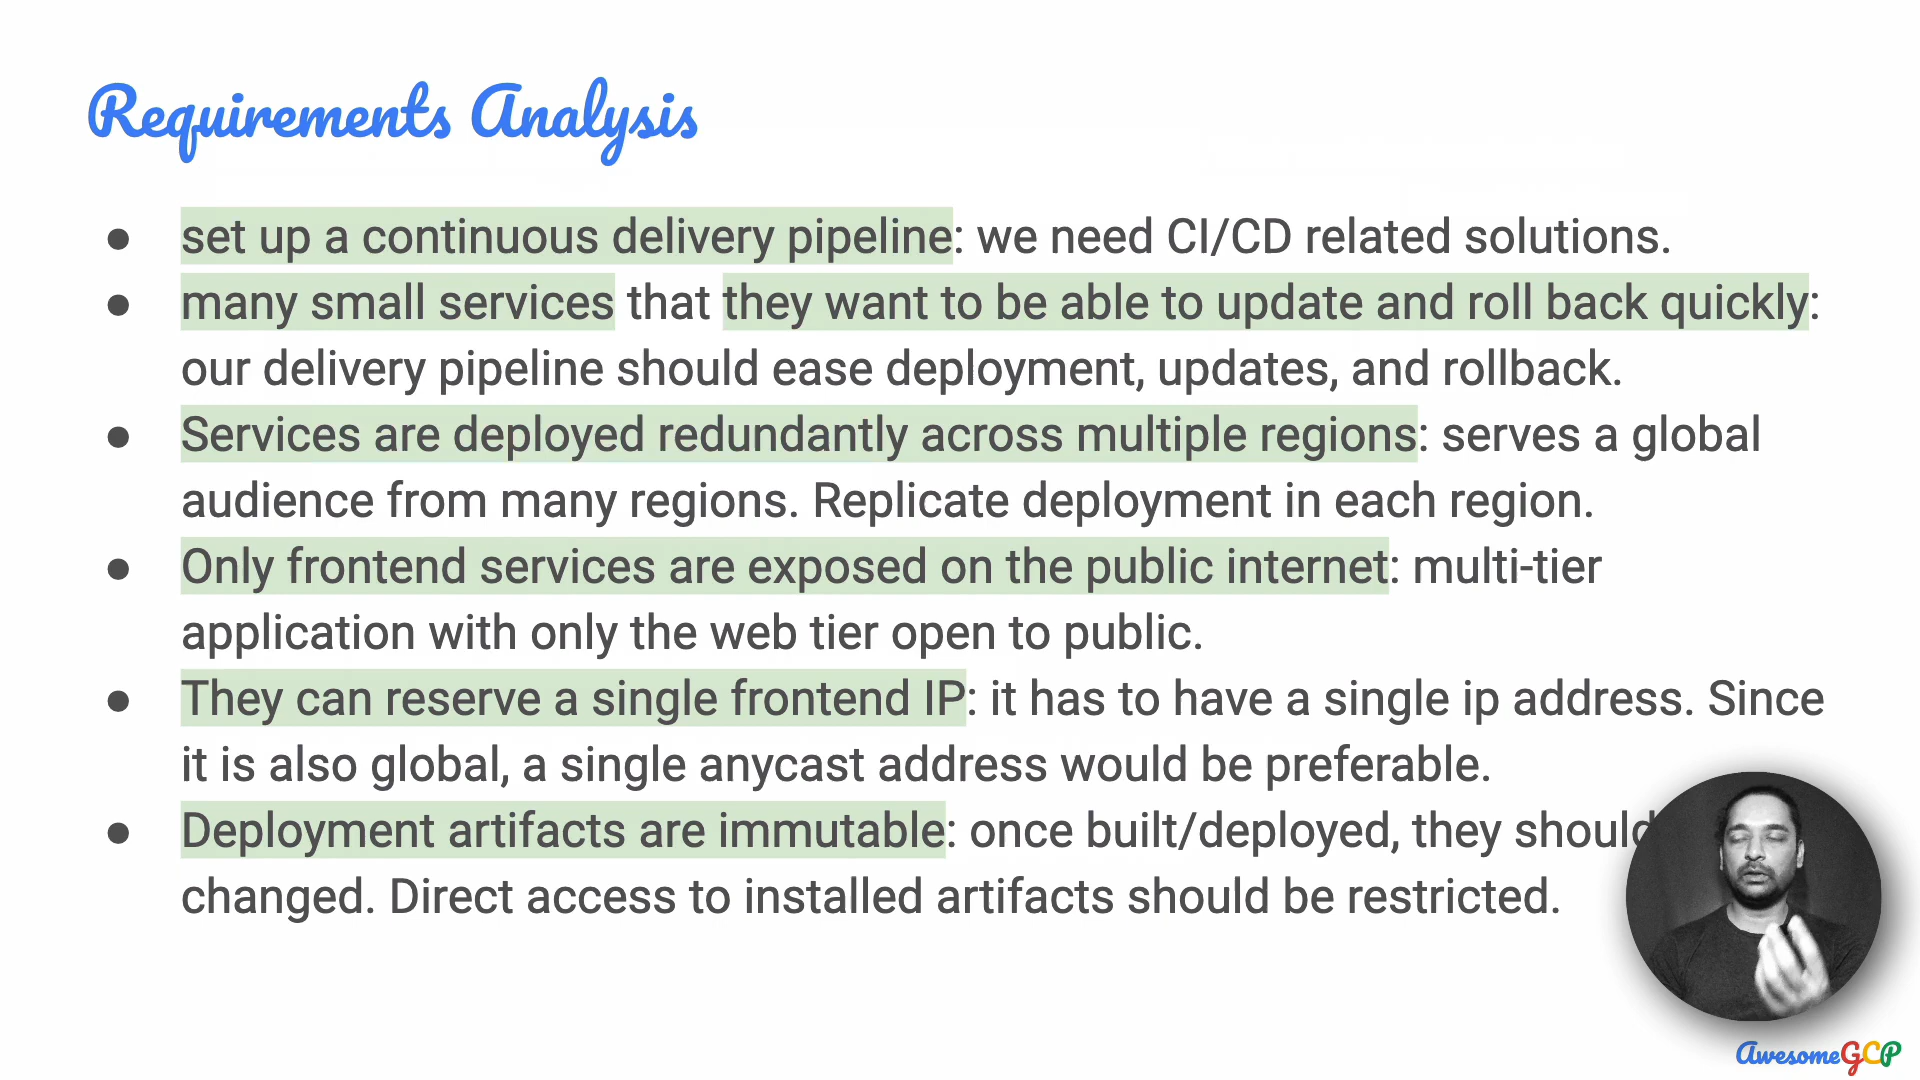 Requirements Analysis
● set up a continuous delivery pipeline: we need CI/CD related solutions.
● many small services that they want to be able to update and roll back quickly:
our delivery pipeline should ease deployment, updates, and rollback.
● Services are deployed redundantly across multiple regions: serves a global
audience from many regions. Replicate deployment in each region.
● Only frontend services are exposed on the public internet: multi-tier
application with only the web tier open to public.
● They can reserve a single frontend IP: it has to have a single ip address. Since
it is also global, a single anycast address would be preferable.
● Deployment artifacts are immutable: once built/deployed, they should
changed. Direct access to installed artifacts should be restricted.
AwesomeGCP